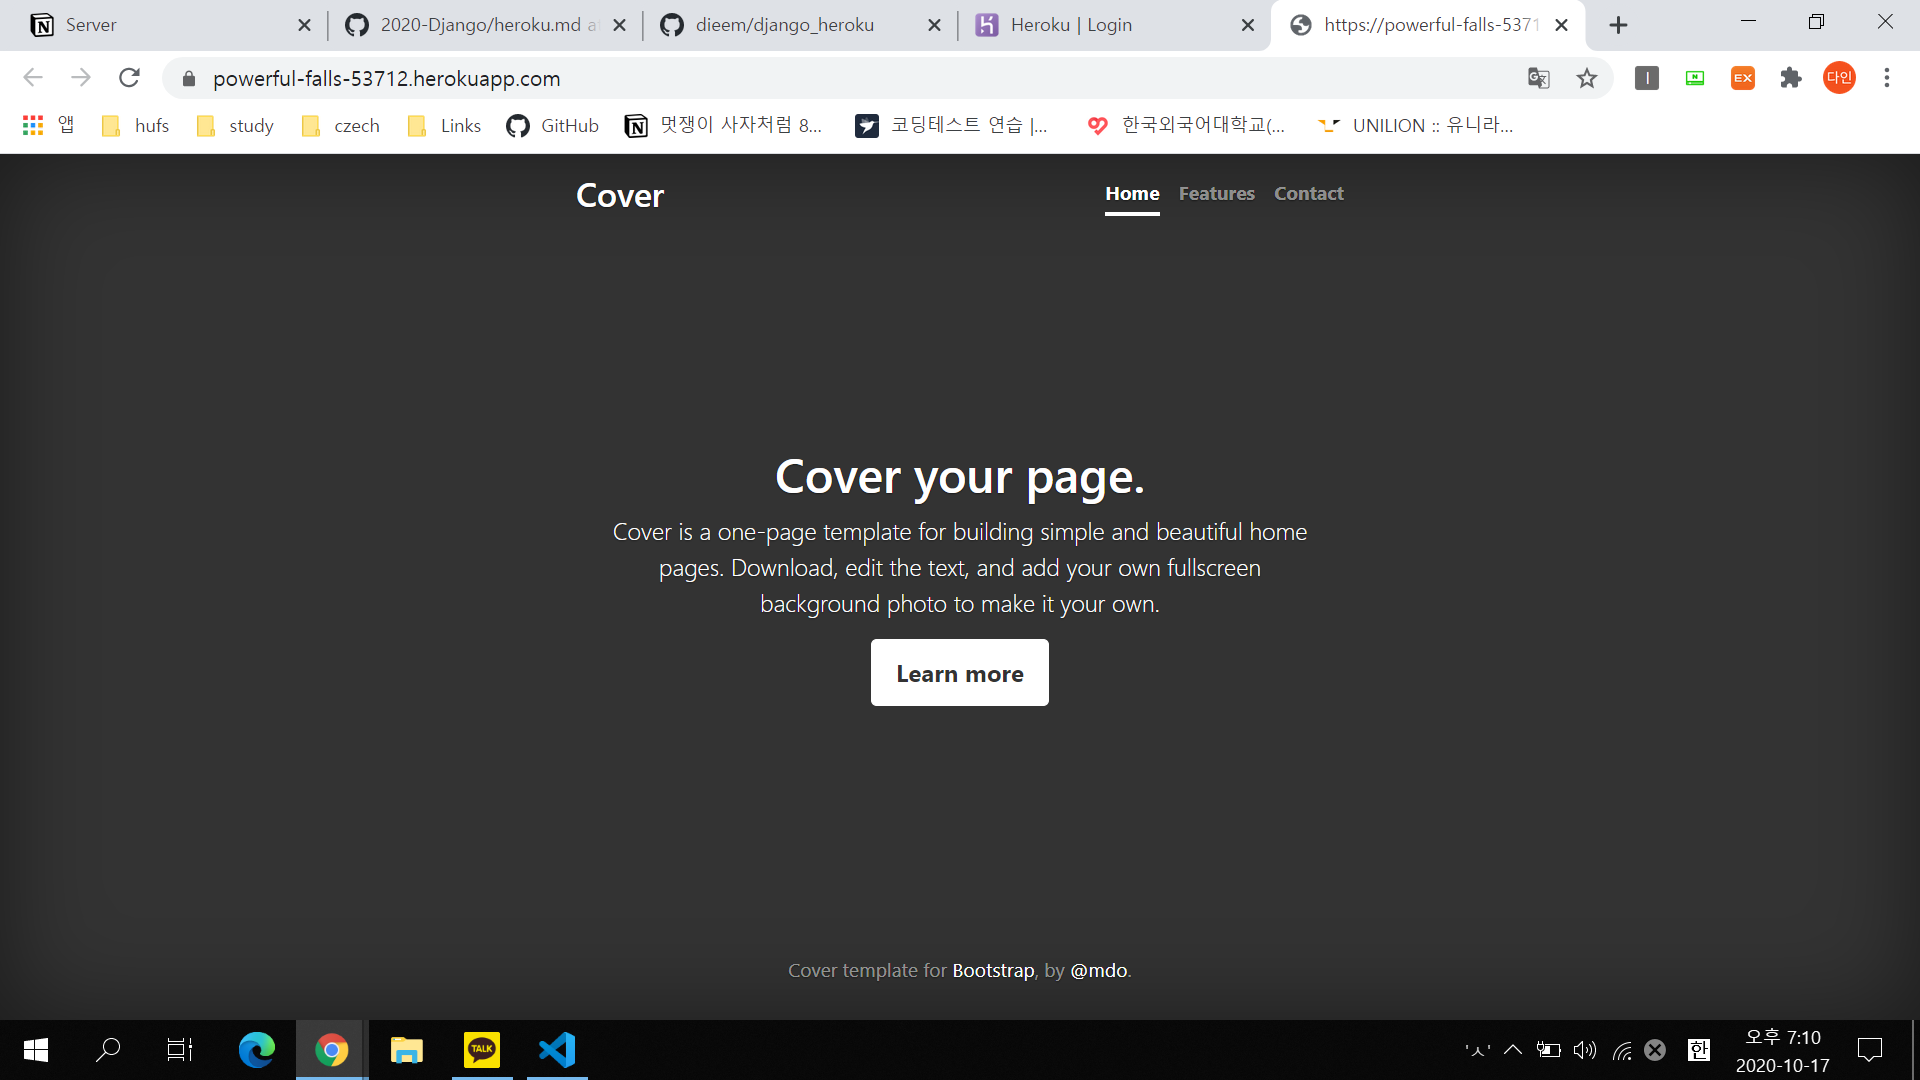 Server
2020-Django/heroku.md a
dieem/django_heroku
Heroku | Login
https://powerful-falls-5371
powerful-falls-53712.herokuapp.com
EX
다인
앱
hufs
study
czech
Links
GitHub
멋쟁이 사자처럼 8...
코딩테스트 연습 |...
한국외국어대학교(...
UNILION :: 유니라...
Cover
Home
Features
Contact
Cover your page.
Cover is a one-page template for building simple and beautiful home
pages. Download, edit the text, and add your own fullscreen
background photo to make it your own.
Learn more
Cover template for Bootstrap, by @mdo.
TALK
'ㅅ'
한
오후 7:10
2020-10-17